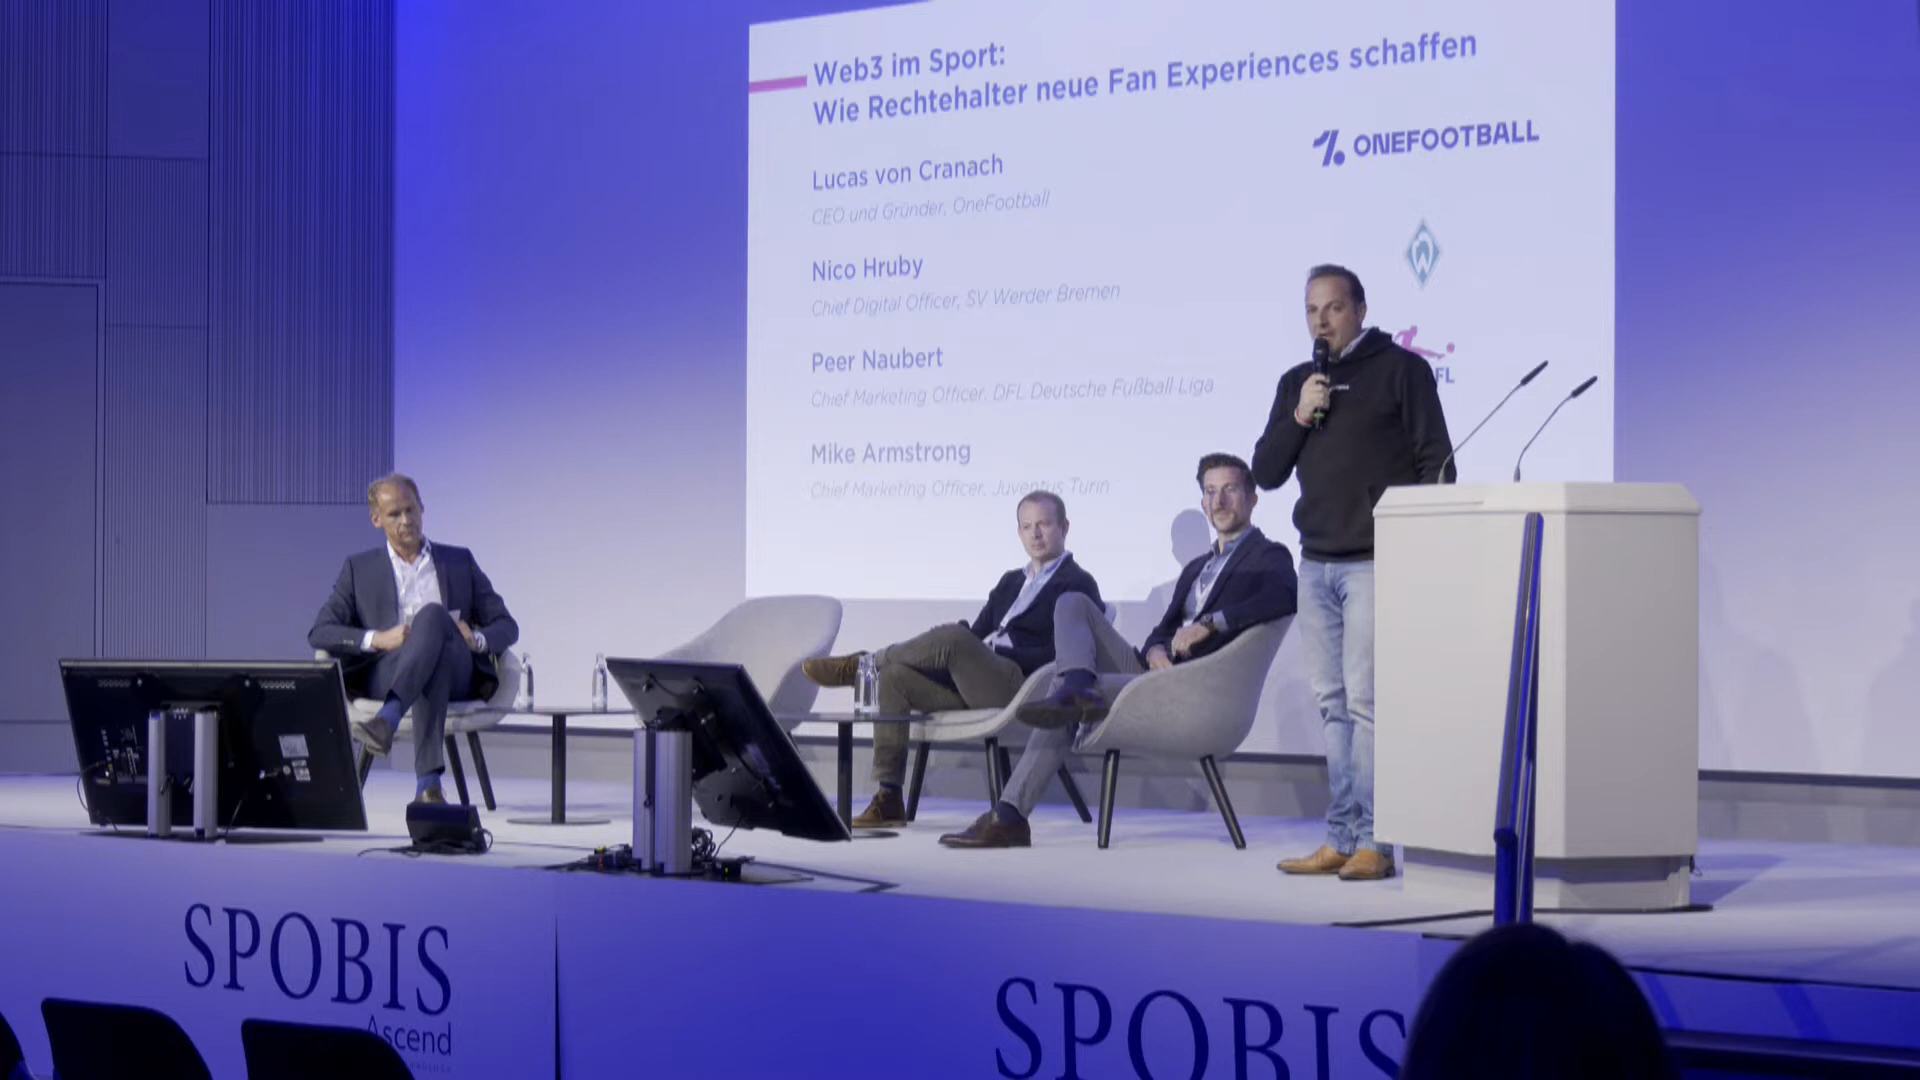 Web3 im Sport:
Wie Rechtehalter neue Fan Experiences schaffen
ONEFOOTBALL
Lucas von Cranach
CEO und Gründer, OneFootball
Nico Hruby
Chief Digital Officer, SV Werder Bremen
W
Peer Naubert
Chief Marketing Officer, DFL Deutsche Fußball Liga
FL
Mike Armstrong
Chief Marketing Officer, Juventus Turin
SPOBIS
Ascend
SPOBIS